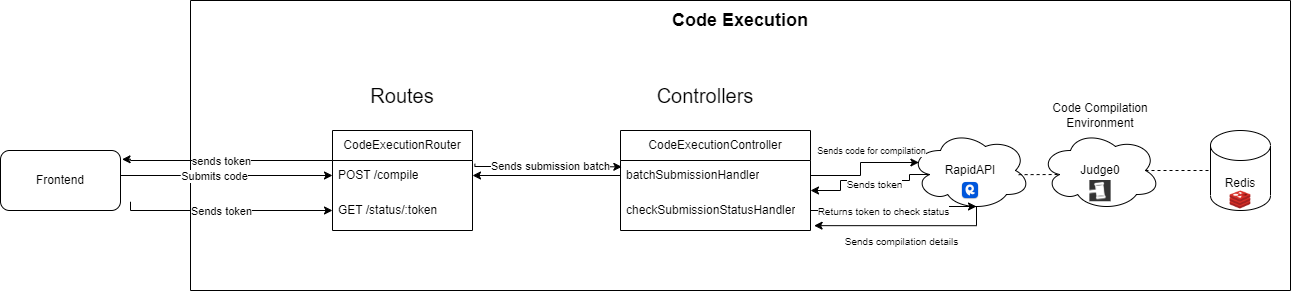 Code Execution
Routes
Controllers
Code Compilation
Environment
CodeExecutionRouter
CodeExecutionController
Sends code for compilation
sends token
Sends submission batch
Frontend
Submits code
POST /compile
batchSubmissionHandler
Sends token
RapidAPI
Judge0
Redis
Sends token
GET /status/:token
checkSubmissionStatusHandler
Returns token to check status
Sends compilation details